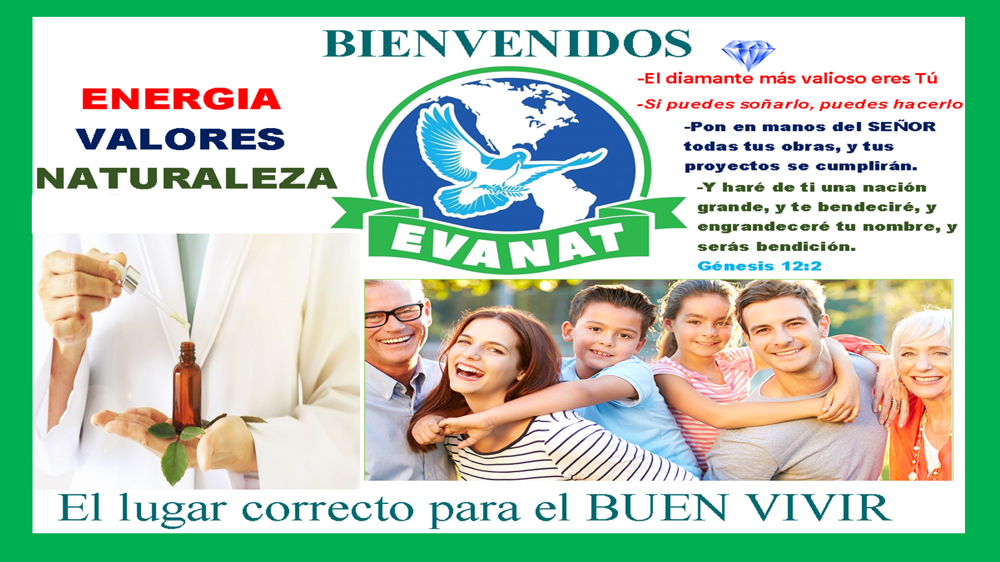 BIENVENIDOS
ENERGIA
VALORES
NATURALEZA
EVANAT
-El diamante más valioso eres Tú
-Si puedes soñarlo, puedes hacerlo
-Pon en manos del SEÑOR
todas tus obras, y tus
proyectos se cumplirán.
-Y haré de ti una nación
grande, y te bendeciré, y
engrandeceré tu nombre, y
serás bendición.
Génesis 12:2
El lugar correcto para el BUEN VIVIR